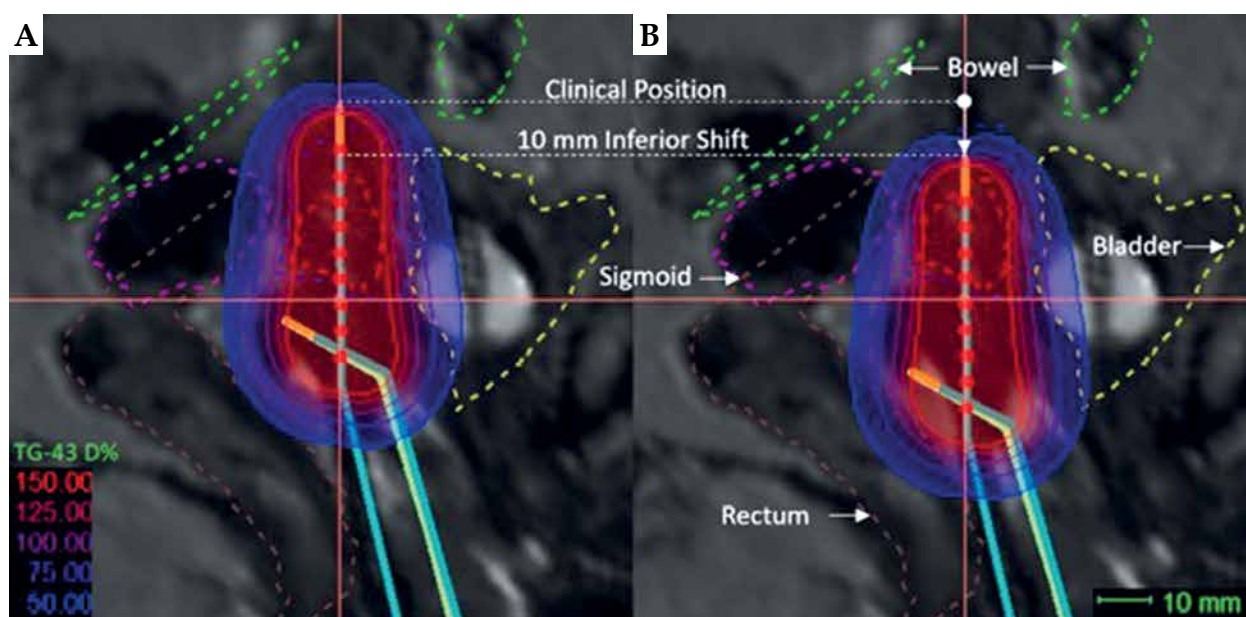 A
B
Bowel
Clinical Position
10 mm Inferior Shift
Bladder
Sigmoid
TG-43 D%
150.00
125.00
100.00
75.00
50.00
Rectum
10 mm